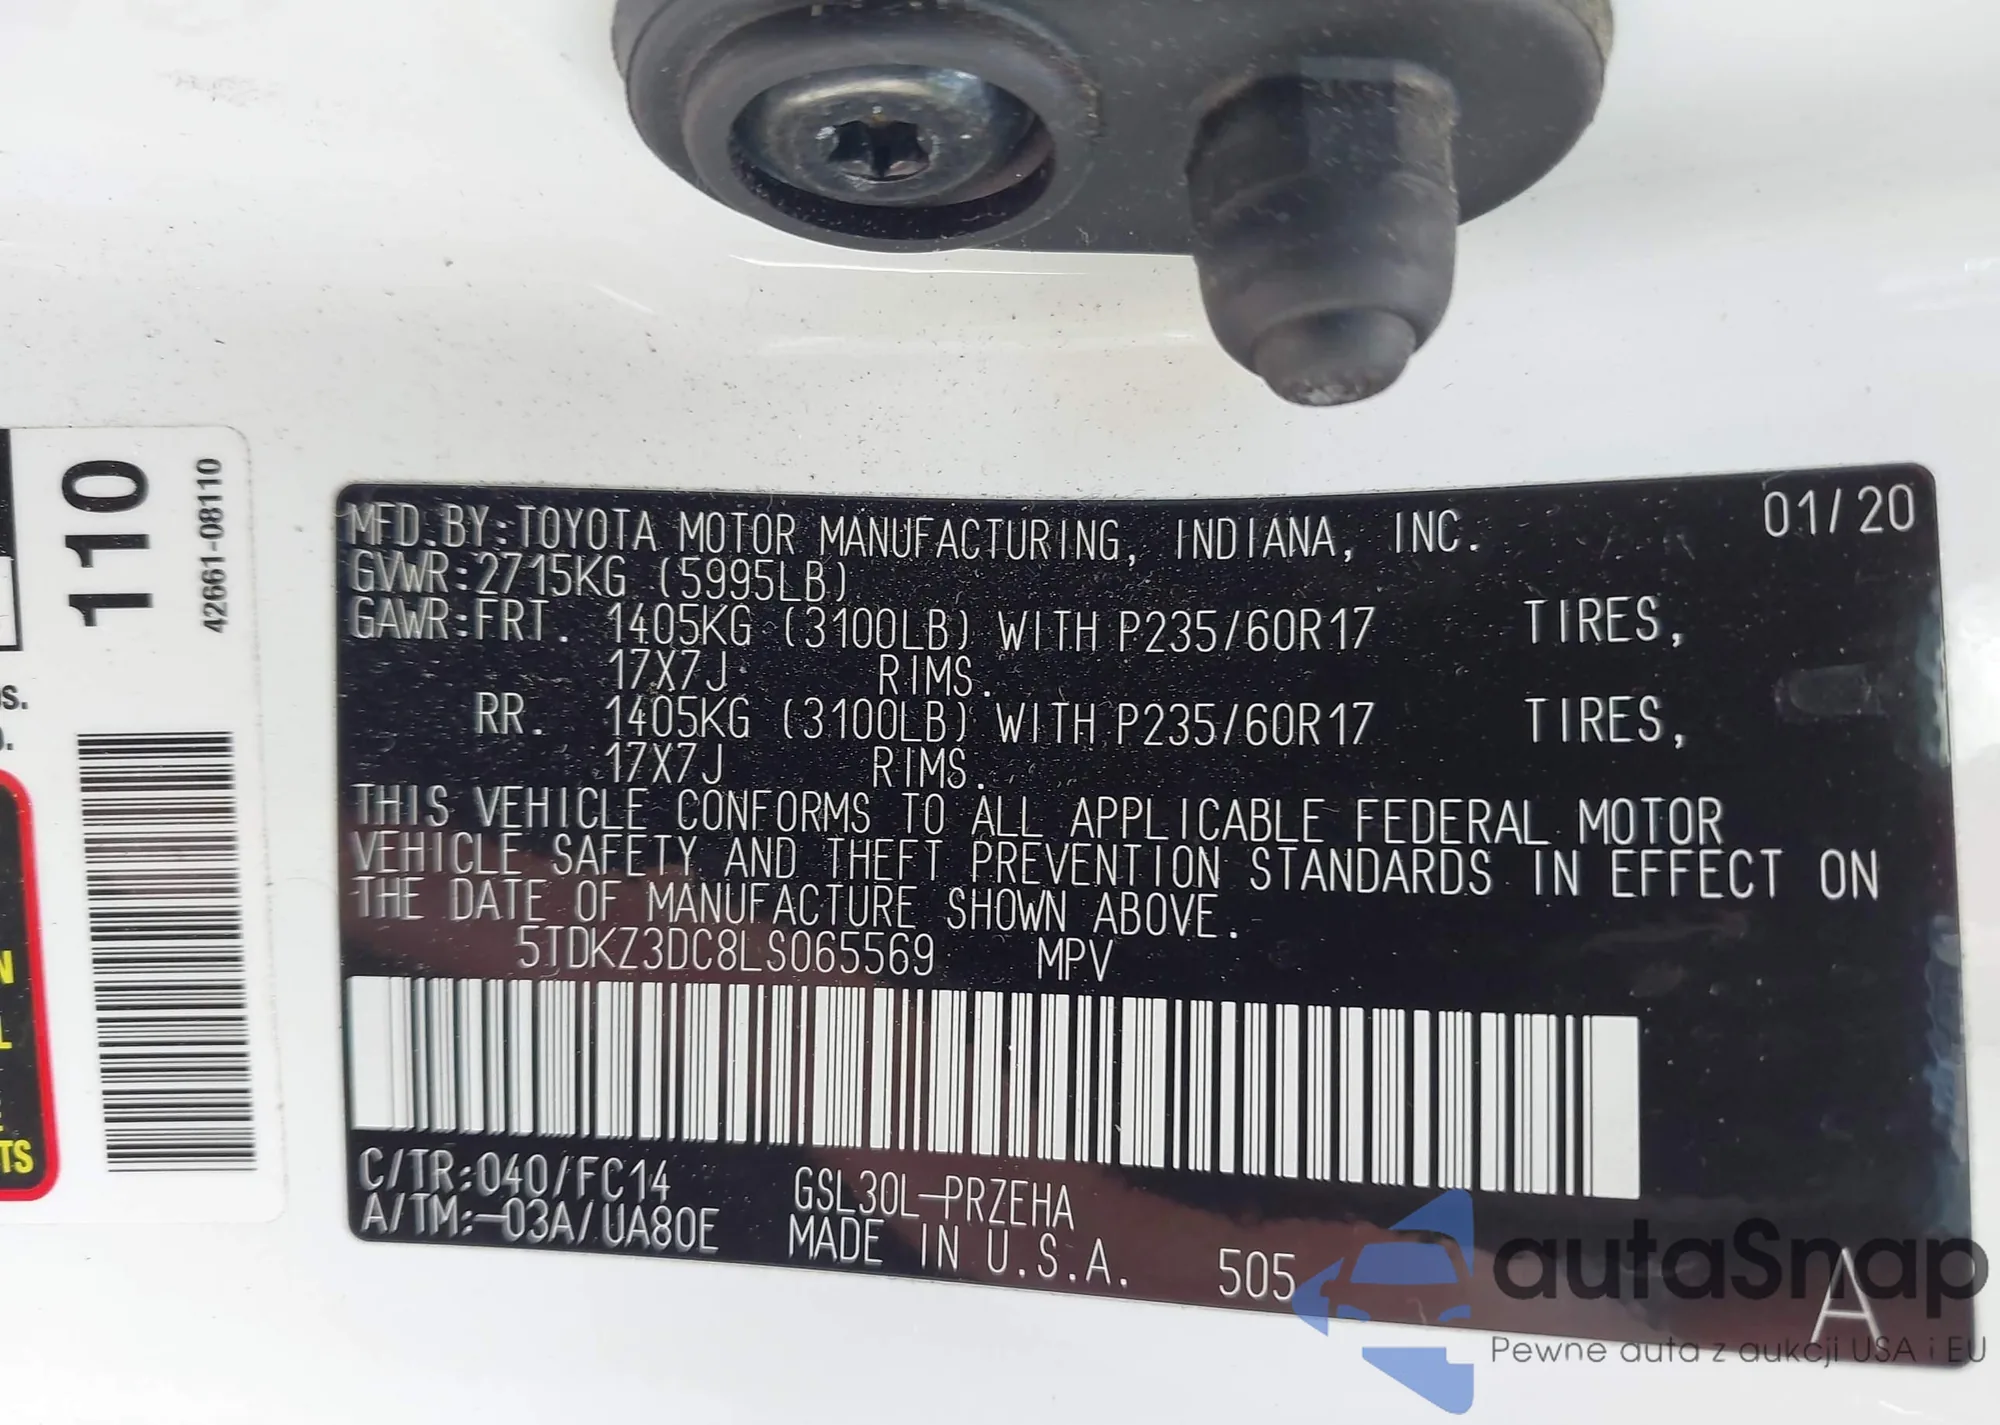 110
42661-08110
os.
N
L
TS
MFD.BY:TOYOTA MOTOR MANUFACTURING, INDIANA, INC. 01/20
GVWR:2715KG (5995LB)
GAWR:FRT. 1405KG (3100LB) WITH P235/60R17 TIRES,
17X7J RIMS.
RR. 1405KG (3100LB) WITH P235/60R17 TIRES,
17X7J RIMS.
THIS VEHICLE CONFORMS TO ALL APPLICABLE FEDERAL MOTOR
VEHICLE SAFETY AND THEFT PREVENTION STANDARDS IN EFFECT ON
THE DATE OF MANUFACTURE SHOWN ABOVE.
5TDKZ3DC8LS065569 MPV
C/TR:040/FC14 GSL30L-PRZEHA
A/TM:-03A/UA80E MADE IN U.S.A. 505 A
autaSnap
Pewne auta z aukcji USA i EU